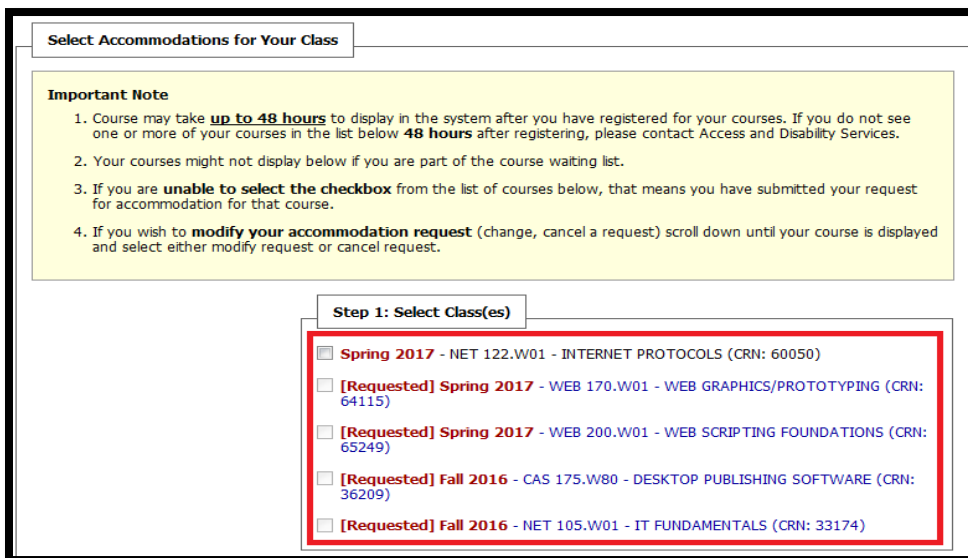 Select Accommodations for Your Class
Important Note
1. Course may take up to 48 hours to display in the system after you have registered for your courses. If you do not see
one or more of your courses in the list below 48 hours after registering, please contact Access and Disability Services.
2. Your courses might not display below if you are part of the course waiting list.
3. If you are unable to select the checkbox from the list of courses below, that means you have submitted your request
for accommodation for that course.
4. If you wish to modify your accommodation request (change, cancel a request) scroll down until your course is displayed
and select either modify request or cancel request.
Step 1: Select Class(es)
Spring 2017 - NET 122.W01 - INTERNET PROTOCOLS (CRN: 60050)
[Requested] Spring 2017 - WEB 170.W01 - WEB GRAPHICS/PROTOTYPING (CRN:
64115)
[Requested] Spring 2017 - WEB 200.W01 - WEB SCRIPTING FOUNDATIONS (CRN:
65249)
[Requested] Fall 2016 - CAS 175.W80 - DESKTOP PUBLISHING SOFTWARE (CRN:
36209)
[Requested] Fall 2016 - NET 105.W01 - IT FUNDAMENTALS (CRN: 33174)